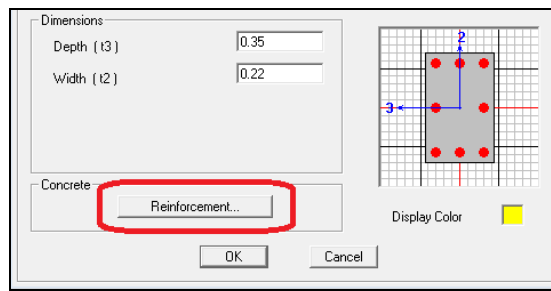 Dimensions
Depth ( t3 )
0.35
Width ( t2 )
0.22
2
3
Concrete
Reinforcement...
Display Color
OK
Cancel